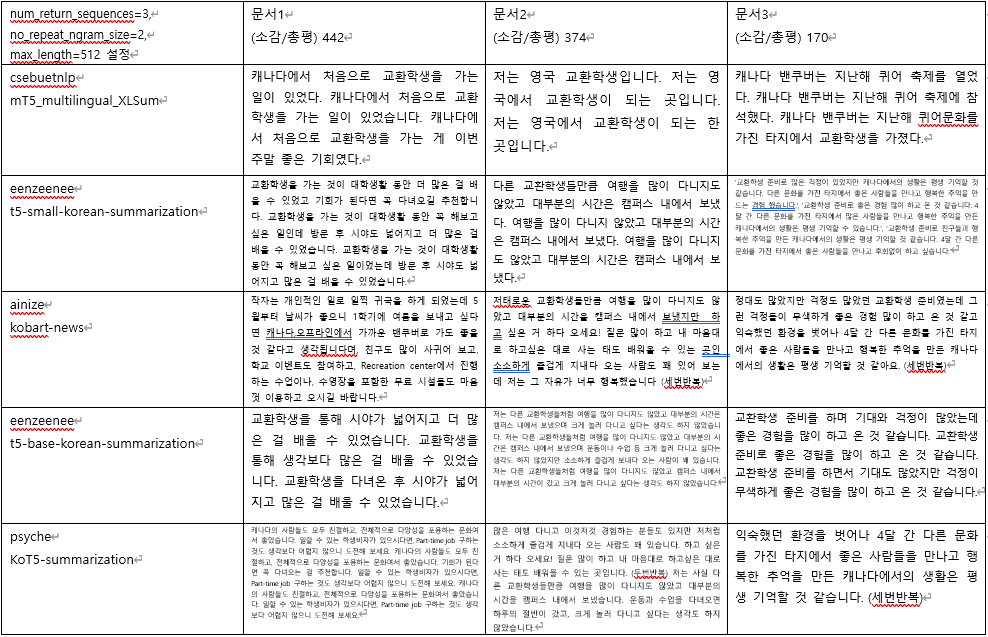 num_return_sequences=3,
no_repeat_ngram_size=2,
max_length=512 설정
문서1
(소감/총평) 442
문서2
(소감/총평) 374
문서3
(소감/총평) 170
csebuetnlp
mT5_multilingual_XLSum
캐나다에서 처음으로 교환학생을 가는
일이 있었다. 캐나다에서 처음으로 교환
학생을 가는 일이 있었습니다. 캐나다에
서 처음으로 교환학생을 가는 게 이번
주말 좋은 기회였다.
저는 영국 교환학생입니다. 저는 영
국에서 교환학생이 되는 곳입니다.
저는 영국에서 교환학생이 되는 한
곳입니다.
캐나다 밴쿠버는 지난해 퀴어 축제를 열었
다. 캐나다 밴쿠버는 지난해 퀴어 축제에 참
석했다. 캐나다 밴쿠버는 지난해 퀴어문화를
가진 타지에서 교환학생을 가졌다.
eenzeenee
t5-small-korean-summarization
교환학생을 가는 것이 대학생활 동안 더 많은 걸 배
울 수 있었고 기회가 된다면 꼭 다녀오길 추천합니
다. 교환학생을 가는 것이 대학생활 동안 꼭 해보고
싶은 일인데 방문 후 시야도 넓어지고 더 많은 걸
배울 수 있었습니다. 교환학생을 가는 것이 대학생활
동안 꼭 해보고 싶은 일이었는데 방문 후 시야도 넓
어지고 많은 걸 배울 수 있었습니다.
다른 교환학생들만큼 여행을 많이 다니지도
않았고 대부분의 시간은 캠퍼스 내에서 보냈
다. 여행을 많이 다니지 않았고 대부분의 시간
은 캠퍼스 내에서 보냈다. 여행을 많이 다니지
도 않았고 대부분의 시간은 캠퍼스 내에서 보
냈다.
'교환학생 준비로 많은 걱정이 있었지만 캐나다에서의 생활은 평생 기억할 것
같습니다. 다른 문화를 가진 타지에서 좋은 사람들을 만나고 행복한 추억을 만
드는 경험 했습니다.', '교환학생 준비로 좋은 경험 많이 하고 온 것 같습니다. 4
달 간 다른 문화를 가진 타지에서 많은 사람들을 만나고 행복한 추억을 만든
캐나다에서의 생활은 평생 기억할 수 있습니다.', '교환학생 준비로 친구들과 행
복한 추억을 만든 캐나다에서의 생활은 평생 기억할 것 같습니다. 4달 간 다른
문화를 가진 타지에서 좋은 사람들을 만나고 후회없이 하고 싶습니다.'
ainize
kobart-news
작자는 개인적인 일로 일찍 귀국을 하게 되었는데 5
월부터 날씨가 좋으니 1학기에 여름을 보내고 싶다
면 캐나다오프라인에서 가까운 밴쿠버로 가도 좋을
것 같다고 생각됩니다며, 친구도 많이 사귀어 보고,
학교 이벤트도 참여하고, Recreation center에서 진행
하는 수업이나, 수영장을 포함한 무료 시설들도 마음
껏 이용하고 오시길 바랍니다.
저태로운 교환학생들만큼 여행을 많이 다니지도 않
았고 대부분의 시간을 캠퍼스 내에서 보냈지만 하
고 싶은 거 하다 오세요! 질문 많이 하고 내 마음대
로 하고싶은 대로 사는 태도 배워올 수 있는 곳인
소소하게 즐겁게 지내다 오는 사람도 꽤 있어 보는
데 저는 그 자유가 너무 행복했습니다 (세번반복)
정대도 많았지만 걱정도 많았던 교환학생 준비였는데 그
런 걱정들이 무색하게 좋은 경험 많이 하고 온 것 같고
익숙했던 환경을 벗어나 4달 간 다른 문화를 가진 타지
에서 좋은 사람들을 만나고 행복한 추억을 만든 캐나다
에서의 생활은 평생 기억할 것 같아요. (세번반복)
eenzeenee
t5-base-korean-summarization
교환학생을 통해 시야가 넓어지고 더 많
은 걸 배울 수 있었습니다. 교환학생을
통해 생각보다 많은 걸 배울 수 있었습
니다. 교환학생을 다녀온 후 시야가 넓어
지고 많은 걸 배울 수 있었습니다.
저는 다른 교환학생들처럼 여행을 많이 다니지도 않았고 대부분의 시간은
캠퍼스 내에서 보냈으며 크게 놀러 다니고 싶다는 생각도 하지 않았습니
다. 저는 다른 교환학생들처럼 여행을 많이 다니지도 않았고 대부분의 시
간은 캠퍼스 내에서 보냈으며 운동이나 수업 등 크게 놀러 다니고 싶다는
생각도 하지 않았지만 소소하게 즐겁게 보내다 오는 사람이 꽤 있습니다.
저는 다른 교환학생들처럼 여행을 많이 다니지도 않았고 캠퍼스 내에서
대부분의 시간이 갔고 크게 놀러 다니고 싶다는 생각도 하지 않았습니다.
교환학생 준비를 하며 기대와 걱정이 많았는데
좋은 경험을 많이 하고 온 것 같습니다. 교환학생
준비로 좋은 경험을 많이 하고 온 것 같습니다.
교환학생 준비를 하면서 기대도 많았지만 걱정이
무색하게 좋은 경험을 많이 하고 온 것 같습니다.
psyche
KoT5-summarization
캐나다의 사람들도 모두 친절하고, 전체적으로 다양성을 포용하는 문화여
서 좋았습니다. 일할 수 있는 학생비자가 있으시다면, Part-time job 구하는
것도 생각보다 어렵지 않으니 도전해 보세요. 캐나다의 사람들도 모두 친
절하고, 전체적으로 다양성을 포용하는 문화여서 좋았습니다. 기회가 된다
면 꼭 다녀오는 걸 추천합니다. 일할 수 있는 학생비자가 있으시다면,
Part-time job 구하는 것도 생각보다 어렵지 않으니 도전해 보세요. 캐나다
의 사람들도 친절하고, 전체적으로 다양성을 포용하는 문화여서 좋았습니
다. 일할 수 있는 학생비자가 있으시다면, Part-time job 구하는 것도 생각
보다 어렵지 않으니 도전해 보세요.
많은 여행 다니고 이것저것 경험하는 분들도 있지만 저처럼
소소하게 즐겁게 지내다 오는 사람도 꽤 있습니다. 하고 싶은
거 하다 오세요! 질문 많이 하고 내 마음대로 하고싶은 대로
사는 태도 배워올 수 있는 곳입니다. (두번반복) 저는 사실 다
른 교환학생들만큼 여행을 많이 다니지도 않았고 대부분의
시간을 캠퍼스 내에서 보냈습니다. 운동과 수업을 다녀오면
하루의 절반이 갔고, 크게 놀러 다니고 싶다는 생각도 하지
않았습니다.
익숙했던 환경을 벗어나 4달 간 다른 문화
를 가진 타지에서 좋은 사람들을 만나고 행
복한 추억을 만든 캐나다에서의 생활은 평
생 기억할 것 같습니다. (세번반복)